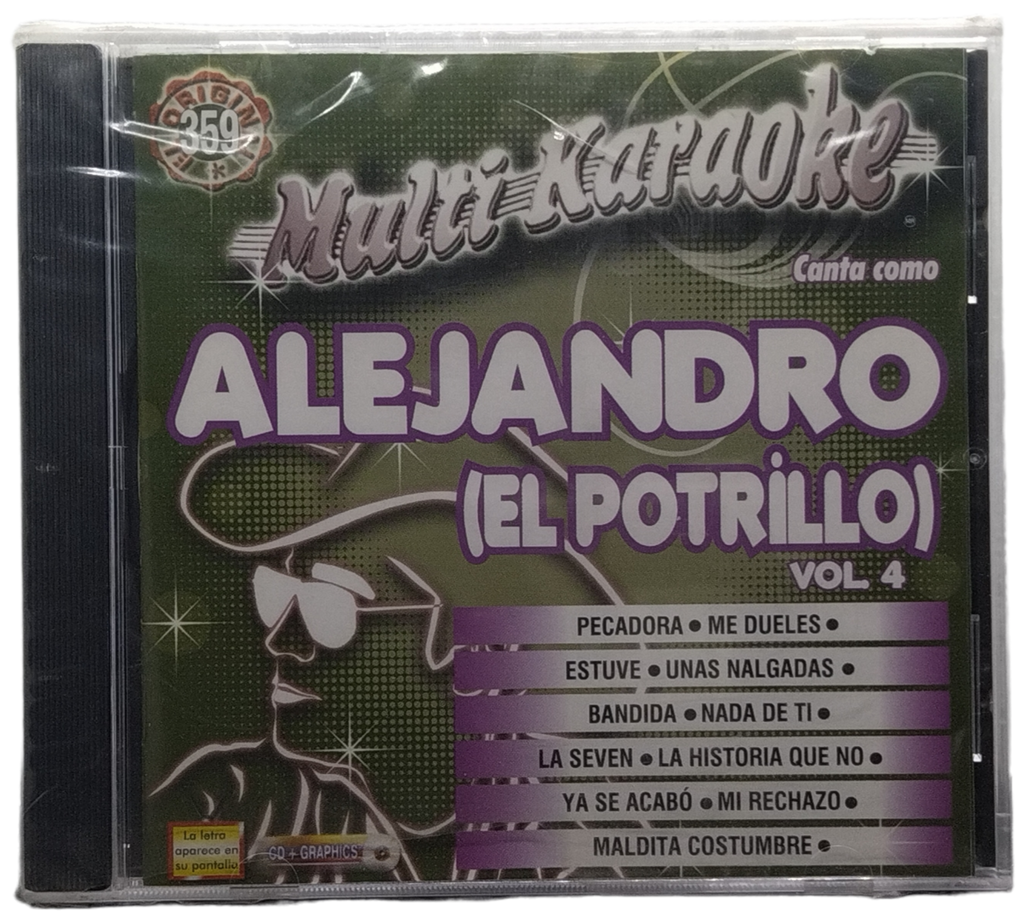 ORIGINAL
359
Multi Karaoke
Canta como
ALEJANDRO
(EL POTRILLO)
VOL. 4
PECADORA • ME DUELES •
ESTUVE • UNAS NALGADAS •
BANDIDA • NADA DE TI •
LA SEVEN • LA HISTORIA QUE NO •
YA SE ACABÓ • MI RECHAZO •
MALDITA COSTUMBRE •
La letra
aparece en
su pantalla
CD + GRAPHICS